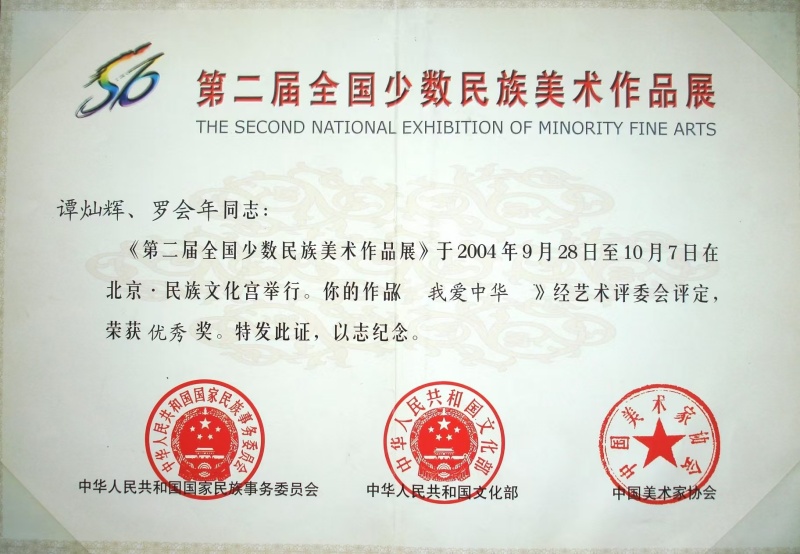 56
第二届全国少数民族美术作品展
THE SECOND NATIONAL EXHIBITION OF MINORITY FINE ARTS
谭灿辉、罗会年同志：
《第二届全国少数民族美术作品展》于2004年9月28日至10月7日在
北京·民族文化宫举行。你的作品《 我爱中华 》经艺术评委会评定，
荣获 优秀 奖。特发此证，以志纪念。
中华人民共和国国家民族事务委员会
中华人民共和国文化部
中国美术家协会
中华人民共和国国家民族事务委员会
中华人民共和国文化部
中国美术家协会